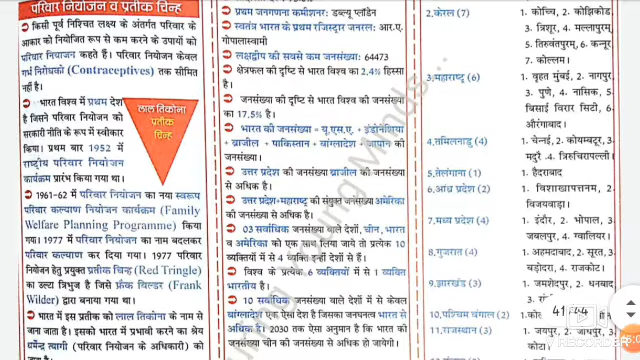 परिवार नियोजन व प्रतीक चिन्ह
किसी पूर्व निश्चित लक्ष्य के अंतर्गत परिवार के
आकार को नियोजित रूप से कम करने के उपायों को
परिवार नियोजन कहते हैं। परिवार नियोजन केवल
गर्भ निरोधको (Contraceptives) तक सीमित
नहीं है।
भारत विश्व में प्रथम देश
है जिसने परिवार नियोजन को
सरकारी नीति के रूप में स्वीकार
किया। प्रथम बार 1952 में
राष्ट्रीय परिवार नियोजन
कार्यक्रम प्रारंभ किया गया था।
लाल तिकोना
प्रतीक
चिन्ह
1961-62 में परिवार नियोजन का नया स्वरूप
परिवार कल्याण नियोजन कार्यक्रम (Family
Welfare Planning Programme) किया
गया। 1977 में परिवार नियोजन का नाम बदलकर
परिवार कल्याण कर दिया गया। 1977 परिवार
नियोजन हेतु प्रयुक्त प्रतीक चिन्ह (Red Tringle)
का उल्टा त्रिभुज है जिसे फ्रैंक विल्डर (Frank
Wilder) द्वारा बनाया गया था।
भारत में इस प्रतीक को लाल तिकोना के नाम से
जाना जाता है। इसको भारत में प्रभावी करने का श्रेय
धर्मेन्द्र त्यागी (परिवार नियोजन के अधिकारी) को
जाता है।
प्रथम जनगणना कमीशनर: डब्ल्यू प्लॉडेन
स्वतंत्र भारत के प्रथम रजिस्ट्रार जनरल: आर.ए.
गोपालास्वामी
लक्षद्वीप की सबसे कम जनसंख्या: 64473
क्षेत्रफल की दृष्टि से भारत विश्व का 2.4% हिस्सा
है।
जनसंख्या की दृष्टि से भारत विश्व की जनसंख्या
का 17.5% है।
भारत की जनसंख्या = यू.एस.ए. + इंडोनेशिया
+ ब्राजील + पाकिस्तान + बांग्लादेश + जापान की
जनसंख्या।
उत्तर प्रदेश की जनसंख्या ब्राजील की जनसंख्या
से अधिक है।
उत्तर प्रदेश+महाराष्ट्र की संयुक्त जनसंख्या अमेरिका
की जनसंख्या से अधिक है।
03 सर्वाधिक जनसंख्या वाले देशों, चीन, भारत
व अमेरिका को एक साथ लिया जाये तो प्रत्येक 10
व्यक्तियों में से 4 व्यक्ति इन्हीं देशों से हैं।
विश्व के प्रत्येक 6 व्यक्तियों में से 1 व्यक्ति
भारतीय है।
10 सर्वाधिक जनसंख्या वाले देशों में से केवल
बांग्लादेश एक ऐसा देश है जिसका जनघनत्व भारत से
अधिक है। 2030 तक ऐसा अनुमान है कि भारत की
जनसंख्या चीन की जनसंख्या से अधिक हो जायेगी।
2.केरल (7)
1. कोच्चि, 2. कोझिकोड
3. त्रिशूर, 4. मल्लापुरम्
5. तिरुवंतपुरम्, 6. कन्नूर
7. कोल्लम।
3.महाराष्ट्र (6)
1. वृहत मुंबई, 2. नागपुर
3. पुणे, 4. नासिक, 5.
बिसाई विरार सिटी, 6.
औरंगाबाद।
4.तमिलनाडु (4)
1. चेन्नई, 2. कोयम्बटूर, 3.
मदुरै 4. त्रिरुचिरापल्ली।
5.तेलंगाना (1)
1. हैदराबाद
6.आंध्र प्रदेश (2)
1. विशाखापत्तनम, 2.
विजयवाड़ा।
7.मध्य प्रदेश (4)
1. इंदौर, 2. भोपाल, 3.
जबलपुर, 4. ग्वालियर।
8.गुजरात (4)
1. अहमदाबाद, 2. सूरत, 3.
बड़ोदरा, 4. राजकोट।
9.झारखंड (3)
1. जमशेदपुर, 2. धनबाद,
3.
10.पश्चिम बंगाल (2)
11.राजस्थान (3)
1. जयपुर, 2. जोधपुर, 3.
कोटा।
41 / 44